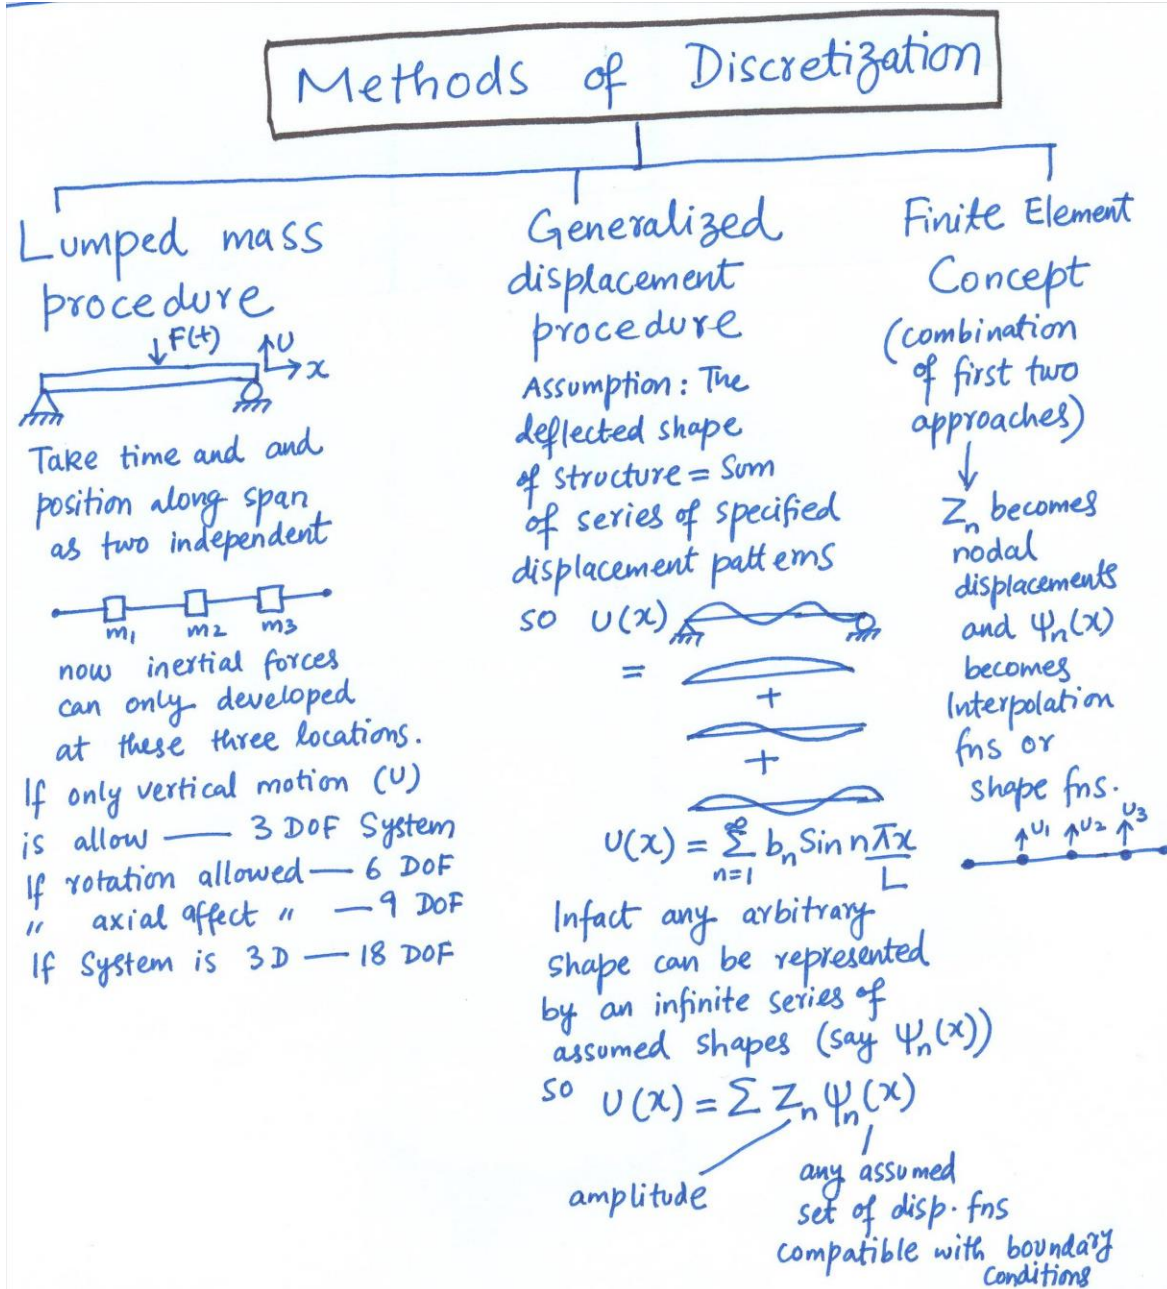 Methods of Discretization
Lumped mass
procedure
F(t)
U
x
Take time and and
position along span
as two independent
m1 m2 m3
now inertial forces
can only developed
at these three locations.
If only vertical motion (U)
is allow — 3 DOF System
If rotation allowed — 6 DOF
" axial affect " — 9 DOF
If System is 3D — 18 DOF
Generalized
displacement
procedure
Assumption: The
deflected shape
of structure = Sum
of series of specified
displacement patterns
so U(x)
=
+
+
U(x) = ∞Σn=1 bn Sin nπx/L
Infact any arbitrary
shape can be represented
by an infinite series of
assumed shapes (say Ψn(x))
so U(x) = Σ Zn Ψn(x)
amplitude
any assumed
set of disp. fns
compatible with boundary
conditions
Finite Element
Concept
(combination
of first two
approaches)
Zn becomes
nodal
displacements
and Ψn(x)
becomes
Interpolation
fns or
shape fns.
U1 U2 U3